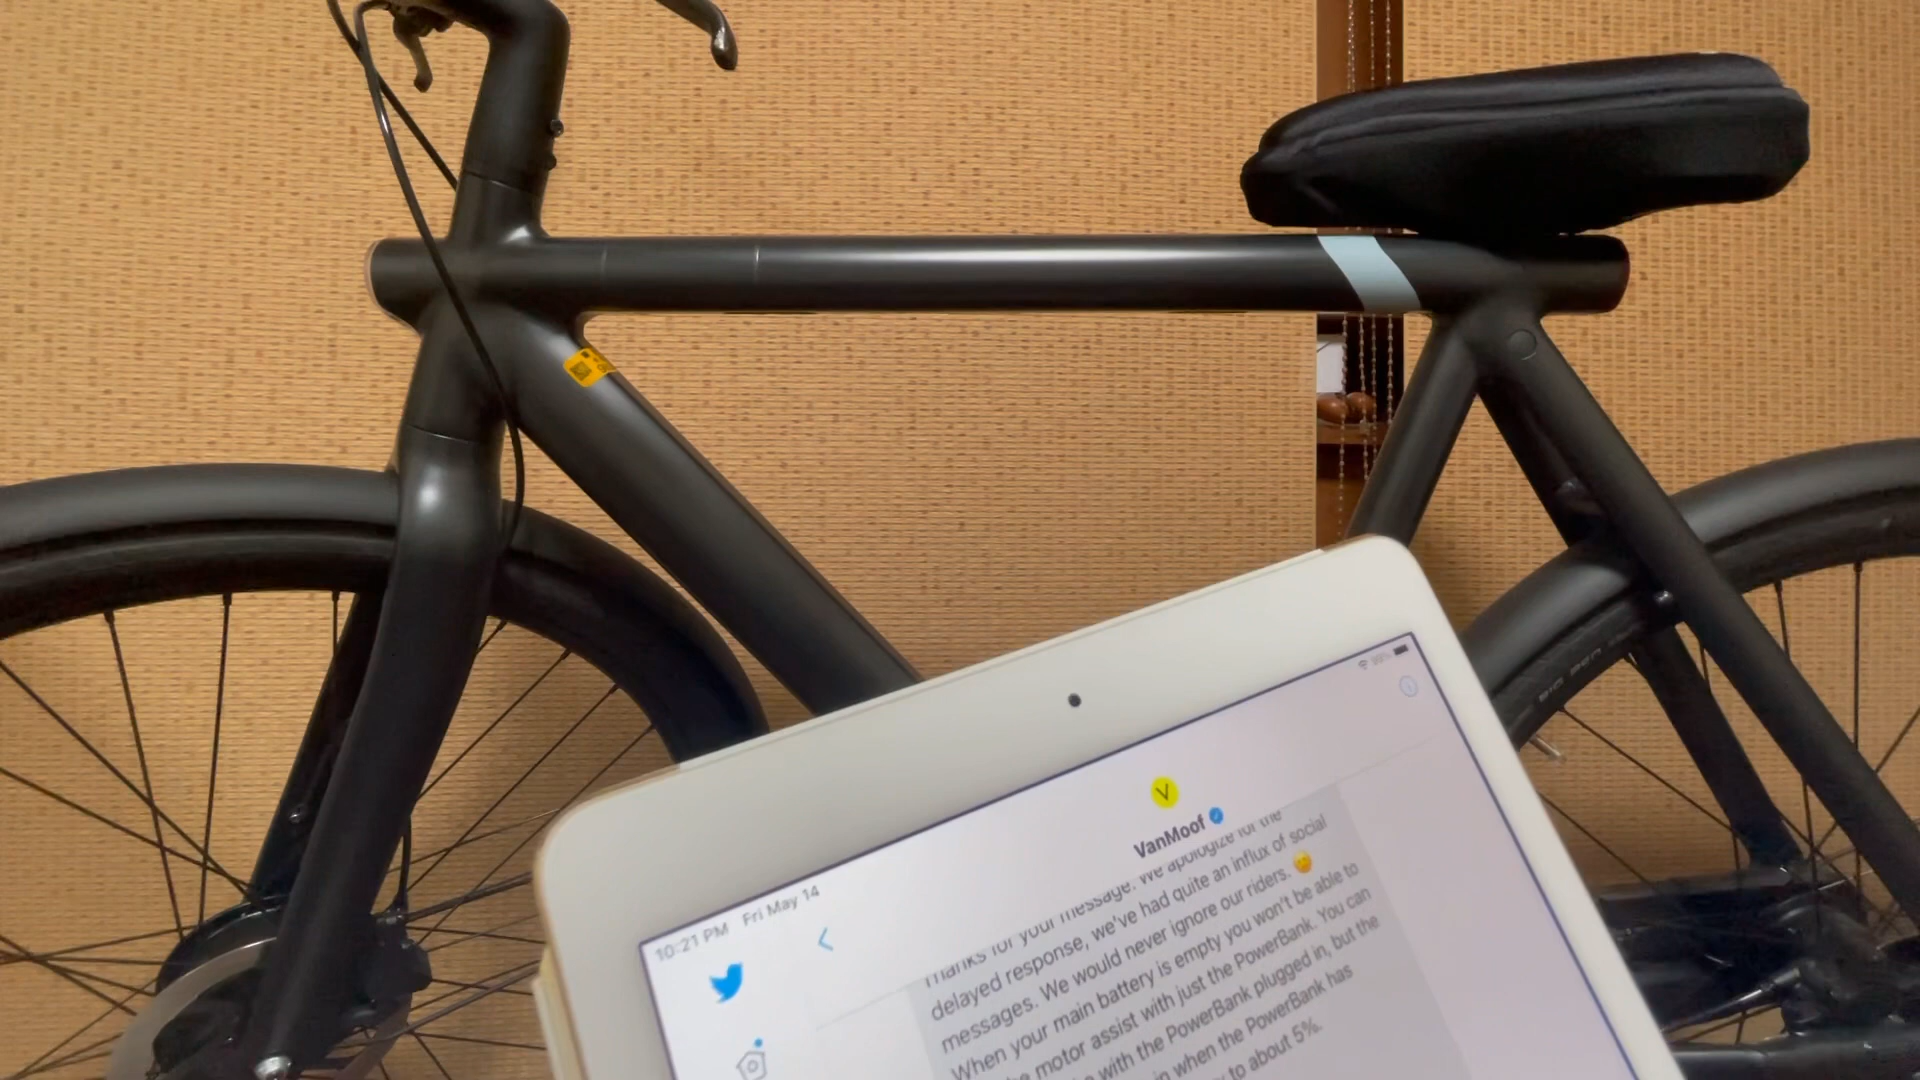 10:21 PM Fri May 14
VanMoof
Thanks for your message. We apologize for the
delayed response, we've had quite an influx of social
messages. We would never ignore our riders. 😕
When your main battery is empty you won't be able to
motor assist with just the PowerBank. You can
with the PowerBank plugged in, but the
in when the PowerBank has
to about 5%.